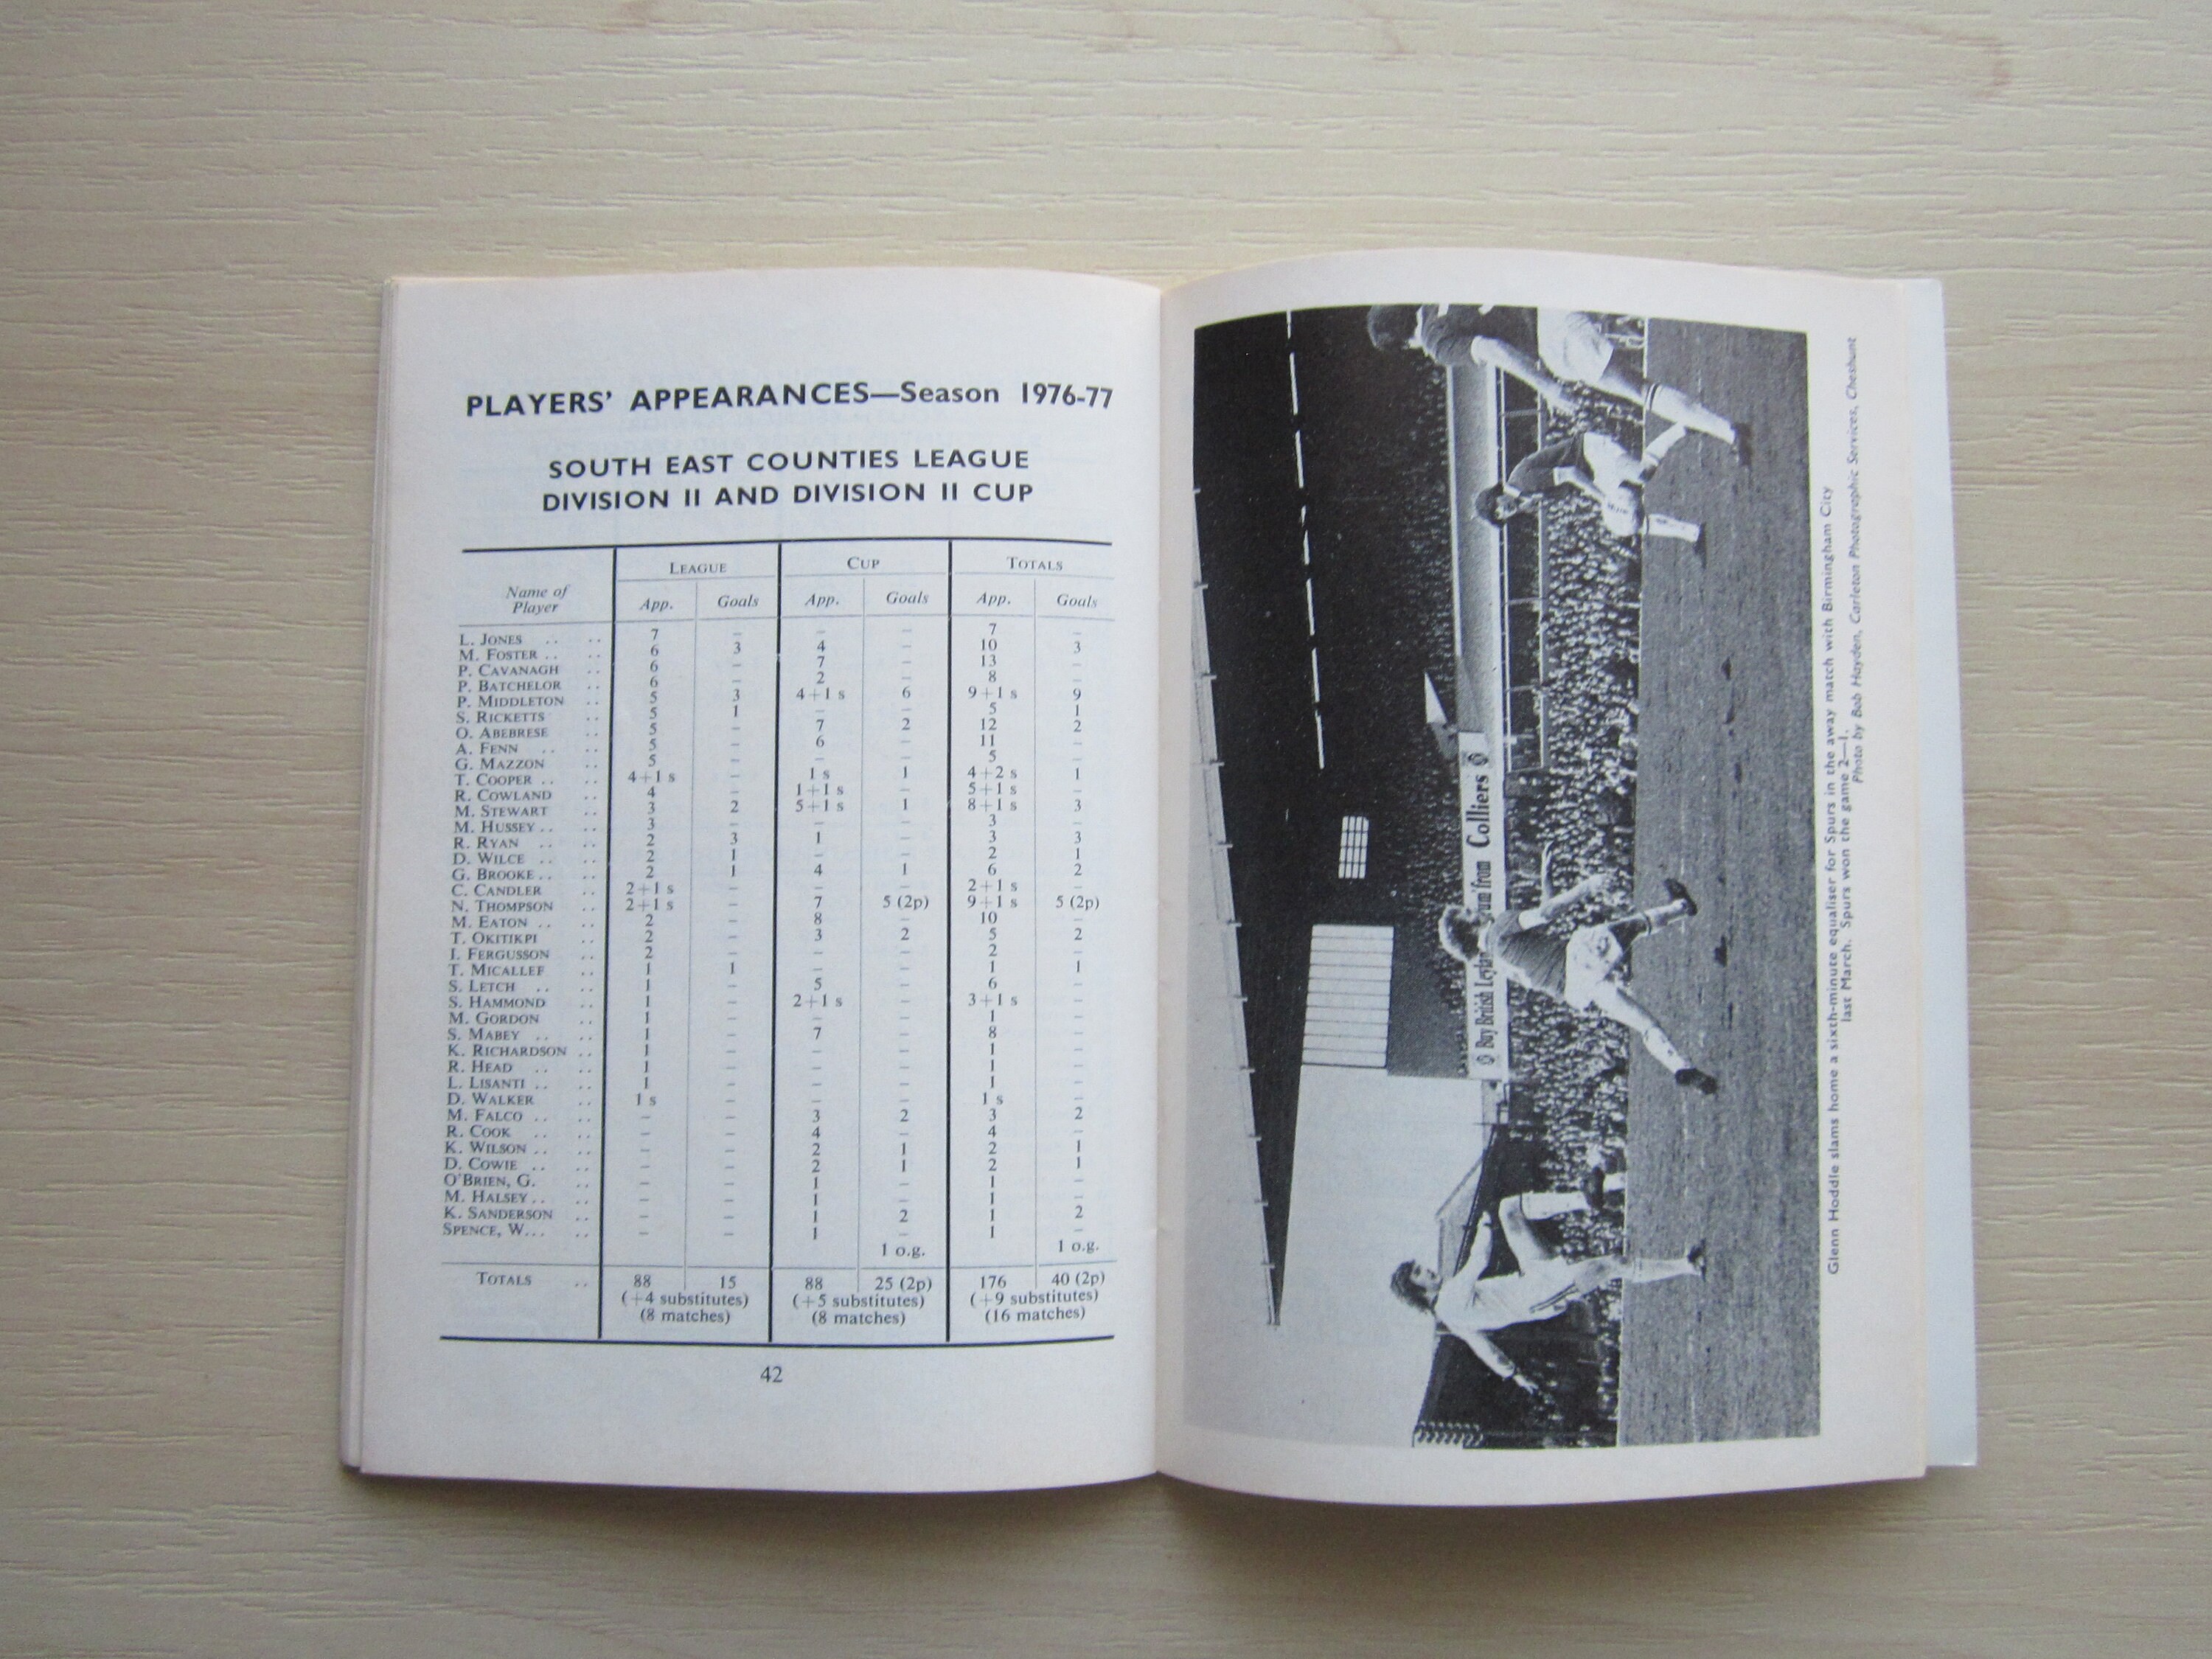 PLAYERS' APPEARANCES—Season 1976-77
SOUTH EAST COUNTIES LEAGUE
DIVISION II AND DIVISION II CUP
Name of Player LEAGUE CUP TOTALS
App. Goals App. Goals App. Goals
L. JONES .. .. 7 – – – 7 –
M. FOSTER .. .. 6 3 4 – 10 3
P. CAVANAGH .. 6 – 7 – 13 –
P. BATCHELOR .. 6 – 2 – 8 –
P. MIDDLETON .. 5 3 4+1 s 6 9+1 s 9
S. RICKETTS .. 5 1 – – 5 1
O. ABEBRESE .. 5 – 7 2 12 2
A. FENN .. .. 5 – 6 – 11 –
G. MAZZON .. 5 – – – 5 –
T. COOPER .. .. 4+1 s – 1 s 1 4+2 s 1
R. COWLAND .. 4 – 1+1 s – 5+1 s –
M. STEWART .. 3 2 5+1 s 1 8+1 s 3
M. HUSSEY .. .. 3 – – – 3 –
R. RYAN .. .. 2 3 1 – 3 3
D. WILCE .. .. 2 1 – – 2 1
G. BROOKE .. .. 2 1 4 1 6 2
C. CANDLER .. 2+1 s – – – 2+1 s –
N. THOMPSON .. 2+1 s – 7 5 (2p) 9+1 s 5 (2p)
M. EATON .. .. 2 – 8 – 10 –
T. OKITIKPI .. 2 – 3 2 5 2
I. FERGUSSON .. 2 – – – 2 –
T. MICALLEF .. 1 1 – – 1 1
S. LETCH .. .. 1 – 5 – 6 –
S. HAMMOND .. 1 – 2+1 s – 3+1 s –
M. GORDON .. 1 – – – 1 –
S. MABEY .. .. 1 – 7 – 8 –
K. RICHARDSON .. 1 – – – 1 –
R. HEAD .. .. 1 – – – 1 –
L. LISANTI .. .. 1 – – – 1 –
D. WALKER .. 1 s – – – 1 s –
M. FALCO .. .. – – 3 2 3 2
R. COOK .. .. – – 4 – 4 –
K. WILSON .. .. – – 2 1 2 1
D. COWIE .. .. – – 2 1 2 1
O'BRIEN, G. .. – – 1 – 1 –
M. HALSEY .. .. – – 1 – 1 –
K. SANDERSON .. – – 1 2 1 2
SPENCE, W. .. .. – – 1 – 1 –
1 o.g. 1 o.g.
TOTALS .. 88 15 88 25 (2p) 176 40 (2p)
(+4 substitutes) (+5 substitutes) (+9 substitutes)
(8 matches) (8 matches) (16 matches)
42
Buy British Leyla um from Colliers
Glenn Hoddle slams home a sixth-minute equaliser for Spurs in the away match with Birmingham City
last March. Spurs won the game 2—1.
Photo by Bob Hayden, Carleton Photographic Services, Cheshunt